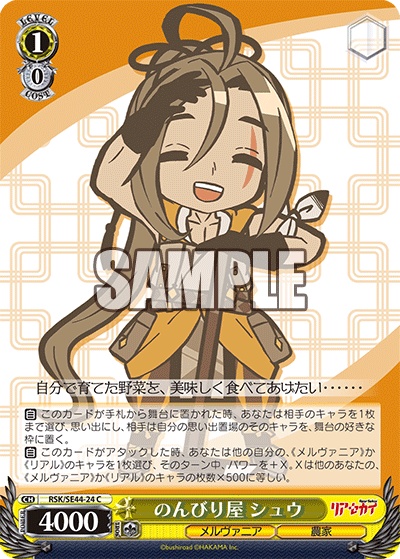 LEVEL
1
0
COST
SAMPLE
自分で育てた野菜を、美味しく食べてあげたい……
自 このカードが手札から舞台に置かれた時、あなたは相手のキャラを1枚
まで選び、思い出にし、相手は自分の思い出置場のそのキャラを、舞台の好きな
枠に置く。
自 このカードがアタックした時、あなたは他の自分の、《メルヴァニア》か
《リアル》のキャラを1枚選び、そのターン中、パワーを+X。Xは他のあなたの、
《メルヴァニア》か《リアル》のキャラの枚数×500に等しい。
CH
RSK/SE44-24 C
POWER
4000
のんびり屋 シュウ
リアセカイ
メルヴァニア
農家
©bushiroad ©HAKAMA Inc.